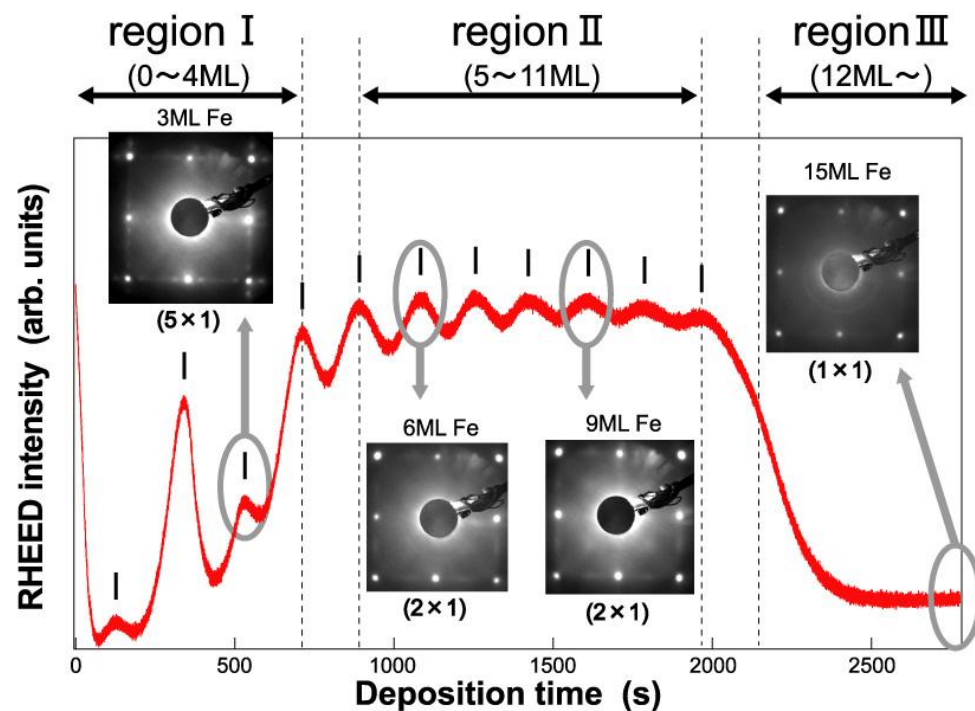 region Ⅰ
(0～4ML)
region Ⅱ
(5～11ML)
region Ⅲ
(12ML～)
3ML Fe
(5×1)
6ML Fe
(2×1)
9ML Fe
(2×1)
15ML Fe
(1×1)
RHEED intensity (arb. units)
0
500
1000
1500
2000
2500
Deposition time (s)